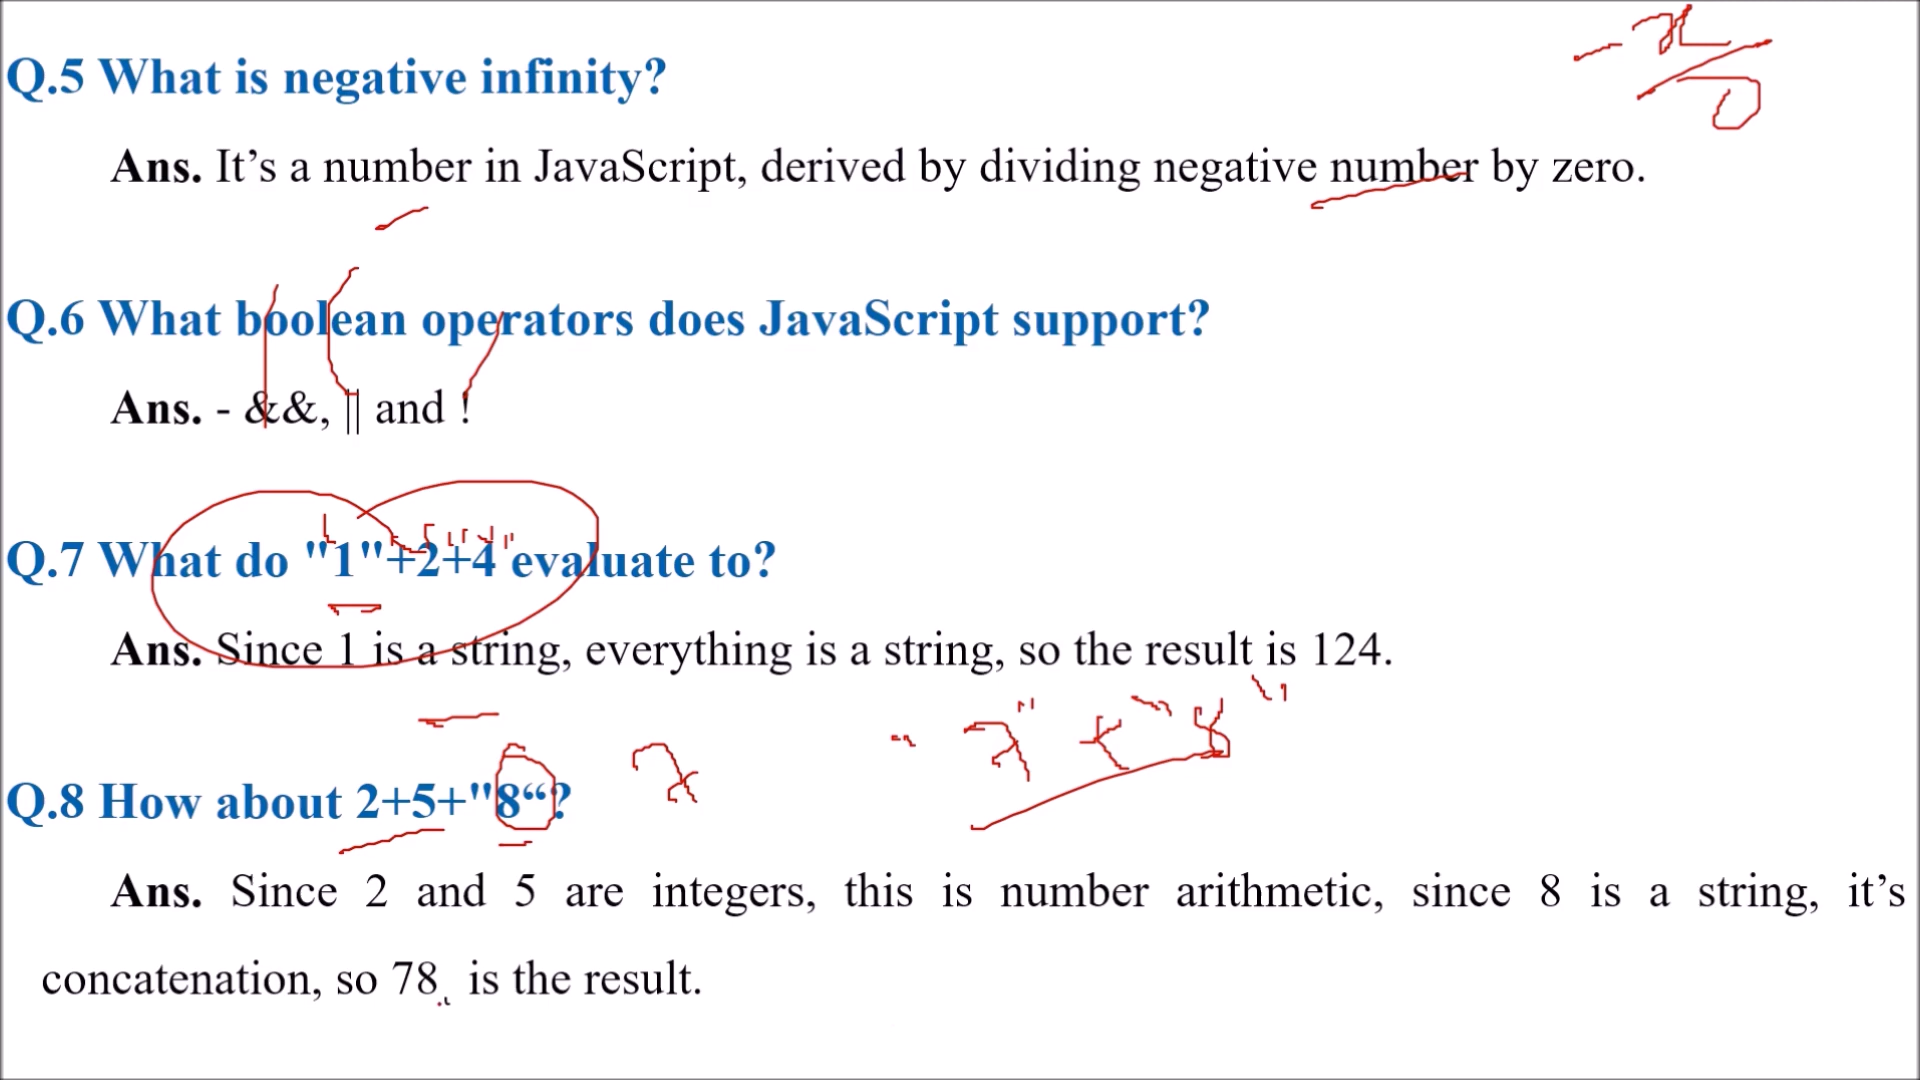 Q.5 What is negative infinity?
Ans. It’s a number in JavaScript, derived by dividing negative number by zero.
Q.6 What boolean operators does JavaScript support?
Ans. - &&, || and !
Q.7 What do "1"+2+4 evaluate to?
Ans. Since 1 is a string, everything is a string, so the result is 124.
"7" + "8"
Q.8 How about 2+5+"8“?
7
Ans. Since 2 and 5 are integers, this is number arithmetic, since 8 is a string, it’s
concatenation, so 78 is the result.